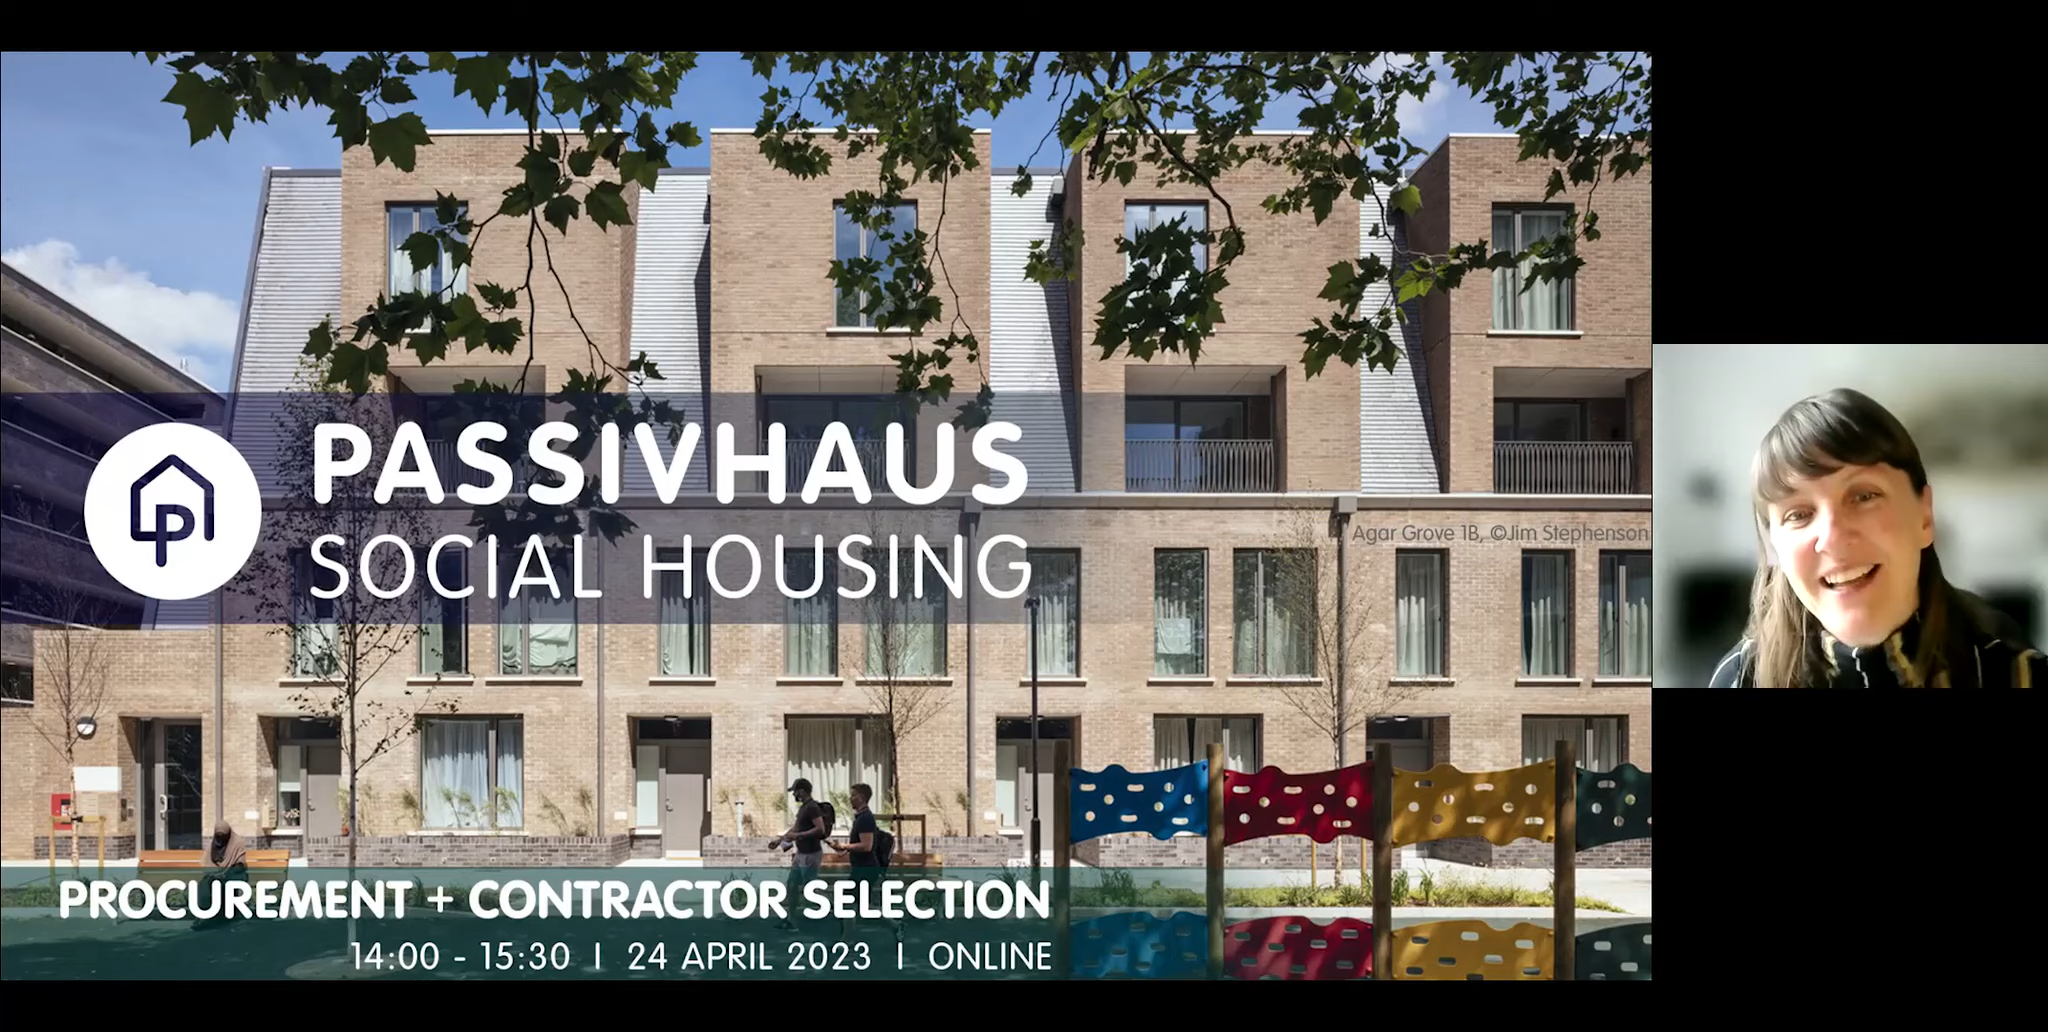 PASSIVHAUS
SOCIAL HOUSING
Agar Grove 1B, ©Jim Stephenson
PROCUREMENT + CONTRACTOR SELECTION
14:00 - 15:30 | 24 APRIL 2023 | ONLINE